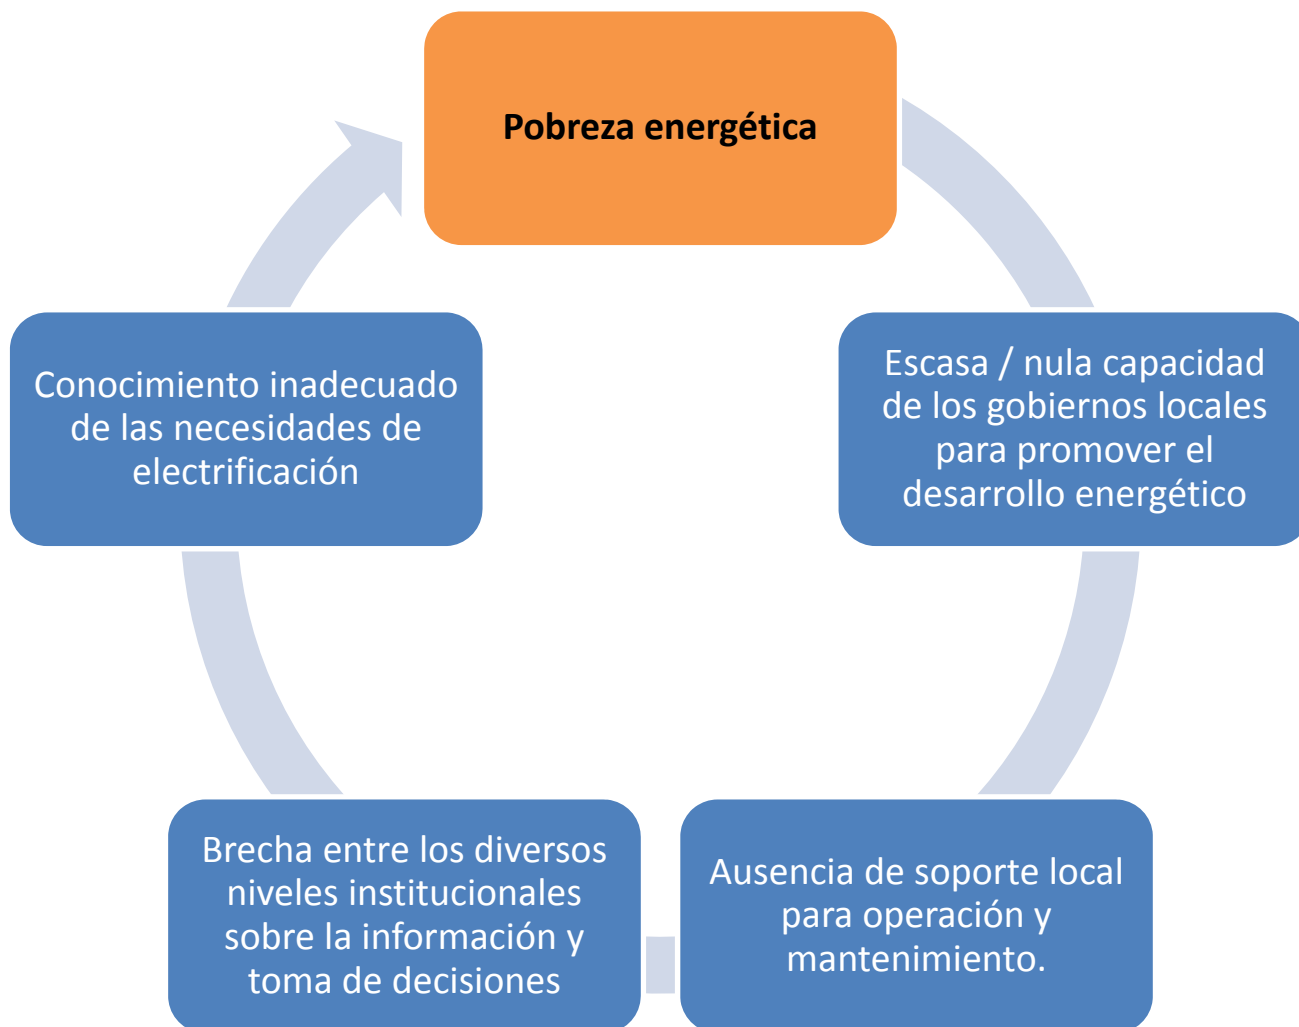 Pobreza energética
Escasa / nula capacidad
de los gobiernos locales
para promover el
desarrollo energético
Ausencia de soporte local
para operación y
mantenimiento.
Brecha entre los diversos
niveles institucionales
sobre la información y
toma de decisiones
Conocimiento inadecuado
de las necesidades de
electrificación